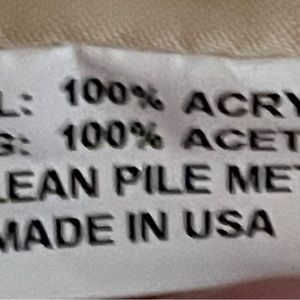 L: 100% ACRY
G: 100% ACET
LEAN PILE MET
MADE IN USA